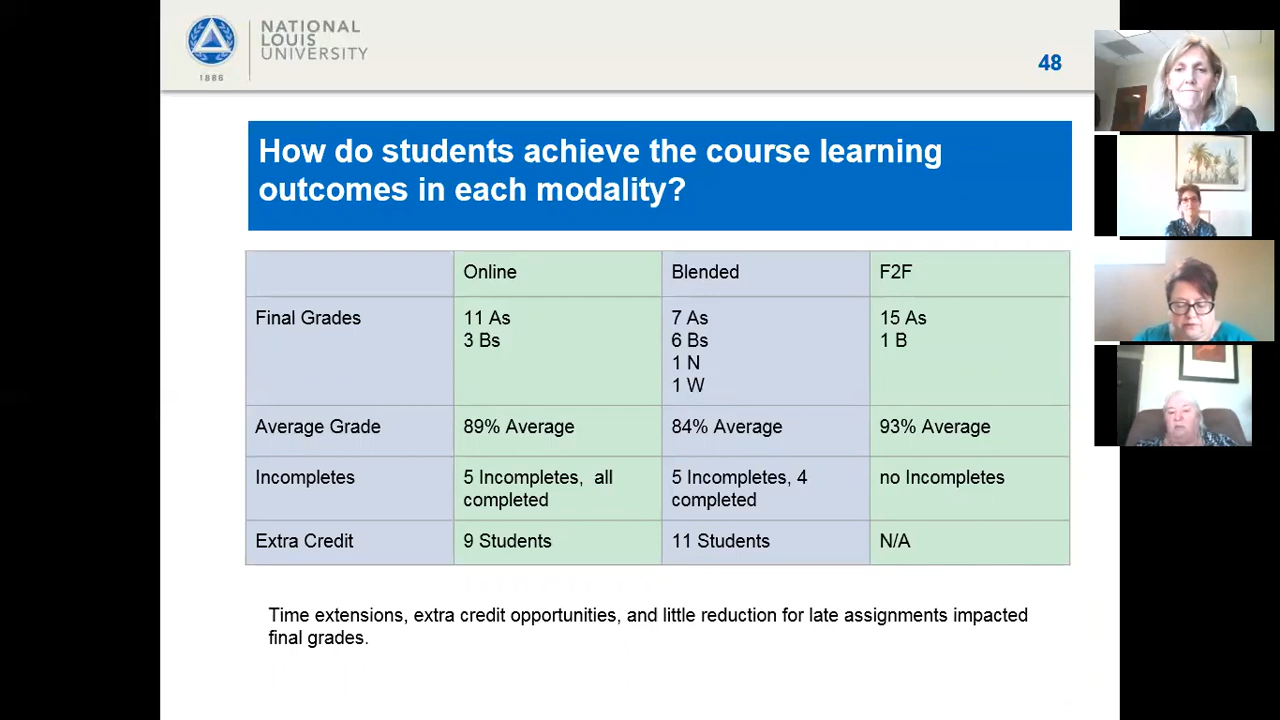 NATIONAL
LOUIS
UNIVERSITY
1886
48
How do students achieve the course learning
outcomes in each modality?
Online
Blended
F2F
Final Grades
11 As
3 Bs
7 As
6 Bs
1 N
1 W
15 As
1 B
Average Grade
89% Average
84% Average
93% Average
Incompletes
5 Incompletes, all
completed
5 Incompletes, 4
completed
no Incompletes
Extra Credit
9 Students
11 Students
N/A
Time extensions, extra credit opportunities, and little reduction for late assignments impacted
final grades.